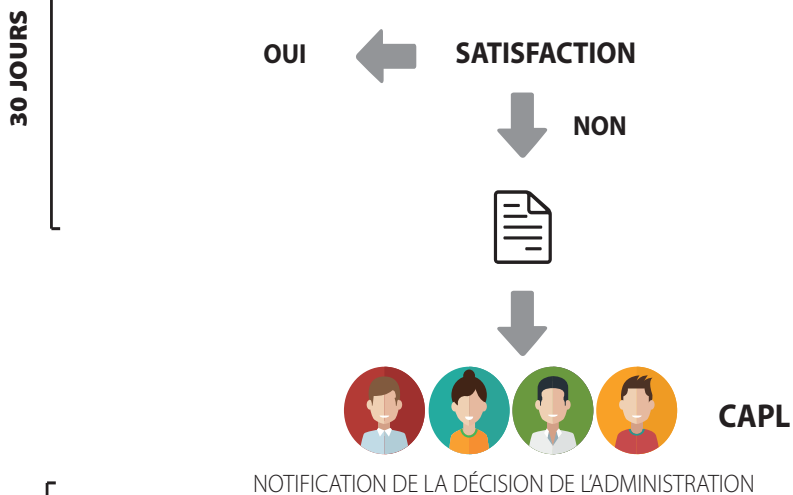 30 JOURS
OUI
SATISFACTION
NON
CAPL
NOTIFICATION DE LA DÉCISION DE L'ADMINISTRATION